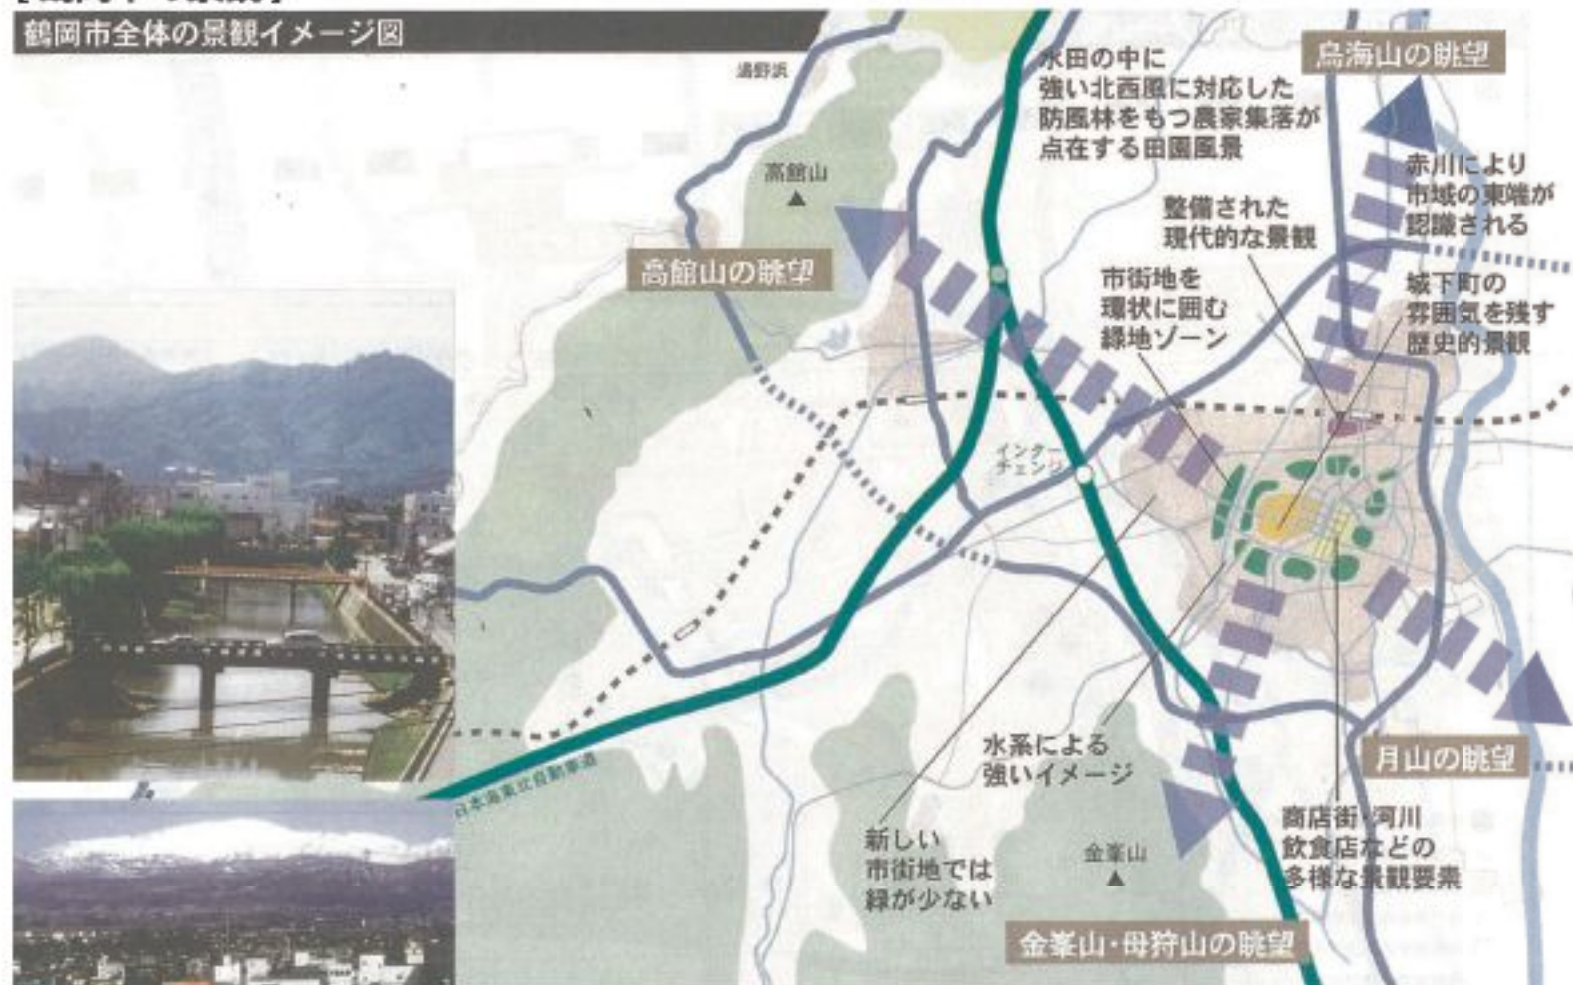 鶴岡市全体の景観イメージ図
湯野浜
水田の中に
強い北西風に対応した
防風林をもつ農家集落が
点在する田園風景
鳥海山の眺望
高館山
赤川により
市域の東端が
認識される
整備された
現代的な景観
高館山の眺望
市街地を
環状に囲む
緑地ゾーン
城下町の
雰囲気を残す
歴史的景観
インター
チェンジ
水系による
強いイメージ
月山の眺望
日本海東北自動車道
新しい
市街地では
緑が少ない
金峯山
商店街・河川
飲食店などの
多様な景観要素
金峯山・母狩山の眺望